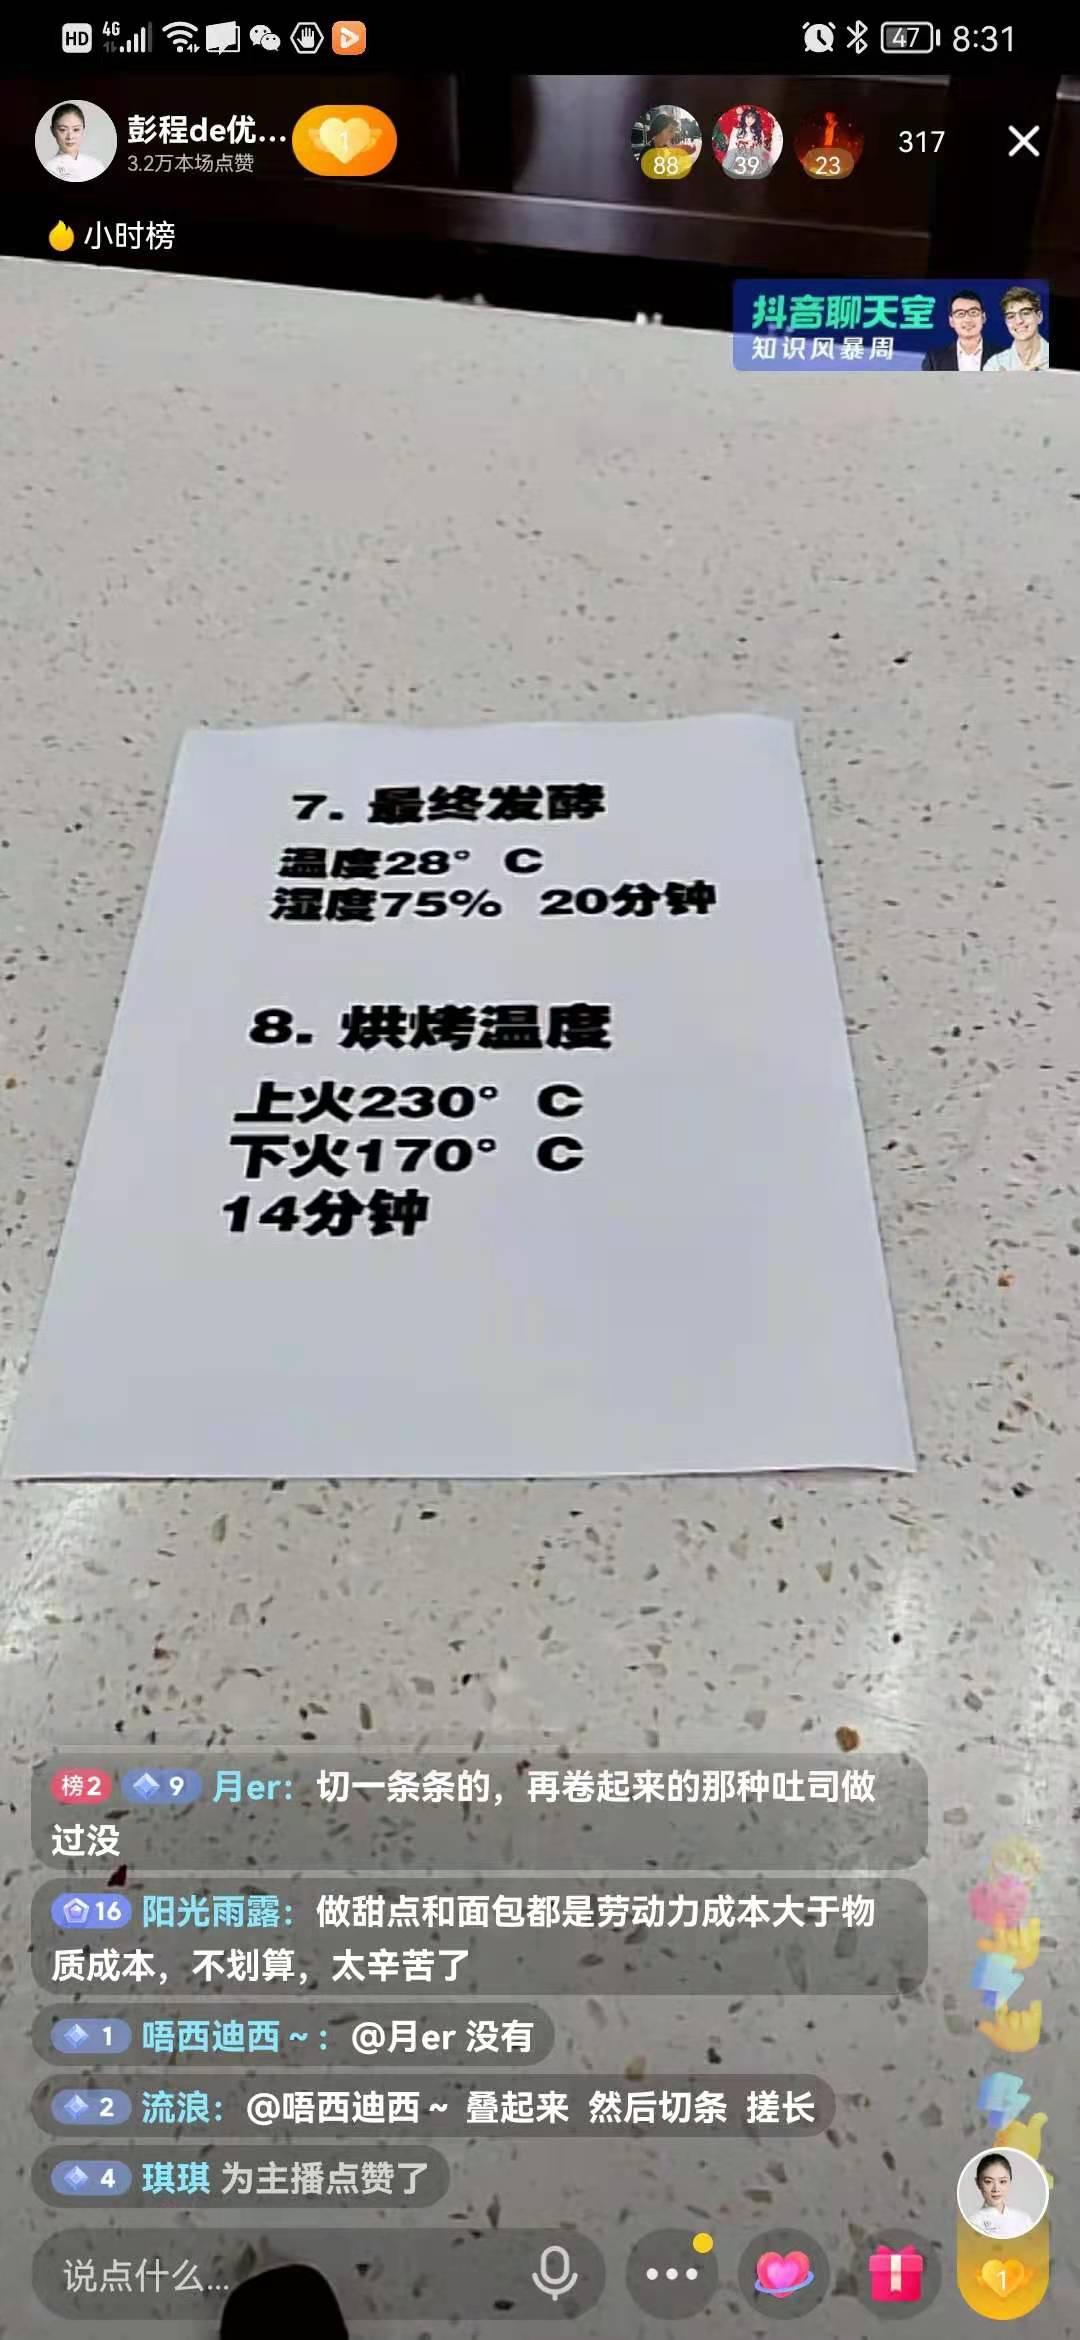 HD 4G 47 8:31
彭程de优... 1
3.2万本场点赞
88 39 23 317
小时榜
抖音聊天室
知识风暴周
7. 最终发酵
温度28° C
湿度75% 20分钟
8. 烘烤温度
上火230° C
下火170° C
14分钟
榜2 9 月er：切一条条的，再卷起来的那种吐司做
过没
16 阳光雨露：做甜点和面包都是劳动力成本大于物
质成本，不划算，太辛苦了
1 唔西迪西~：@月er 没有
2 流浪：@唔西迪西~ 叠起来 然后切条 搓长
4 琪琪 为主播点赞了
说点什么...
1